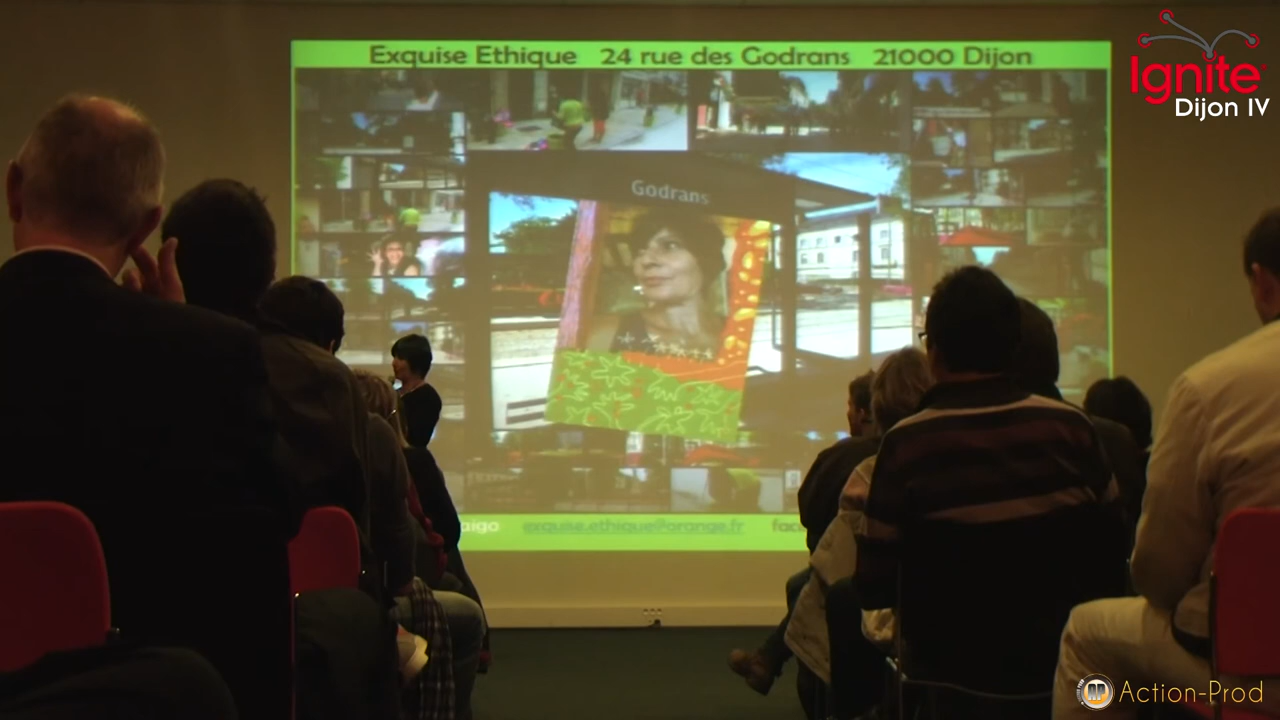 Exquise Ethique 24 rue des Godrans 21000 Dijon
Ignite
Dijon IV
Godrans
exquise.ethique@orange.fr
Action-Prod